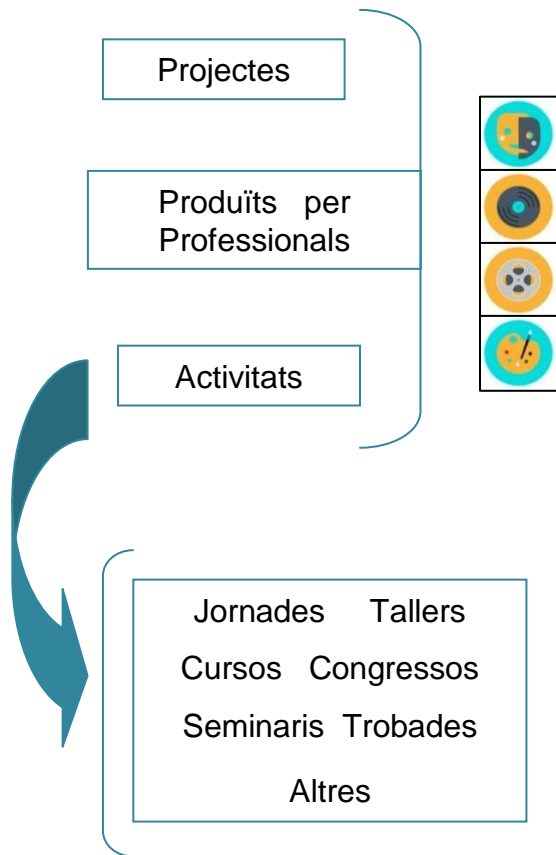 Projectes
Produïts per
Professionals
Activitats
Jornades Tallers
Cursos Congressos
Seminaris Trobades
Altres